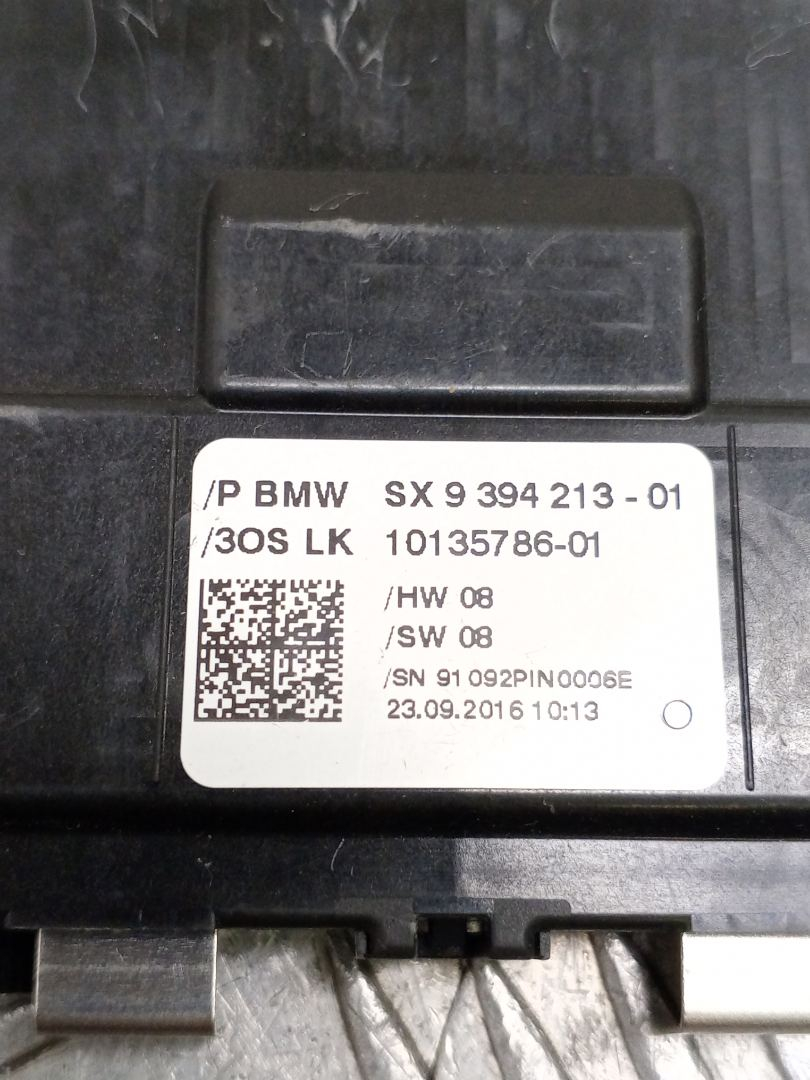 /P BMW SX 9 394 213 - 01
/3OS LK 10135786-01
/HW 08
/SW 08
/SN 91 092PIN0006E
23.09.2016 10:13